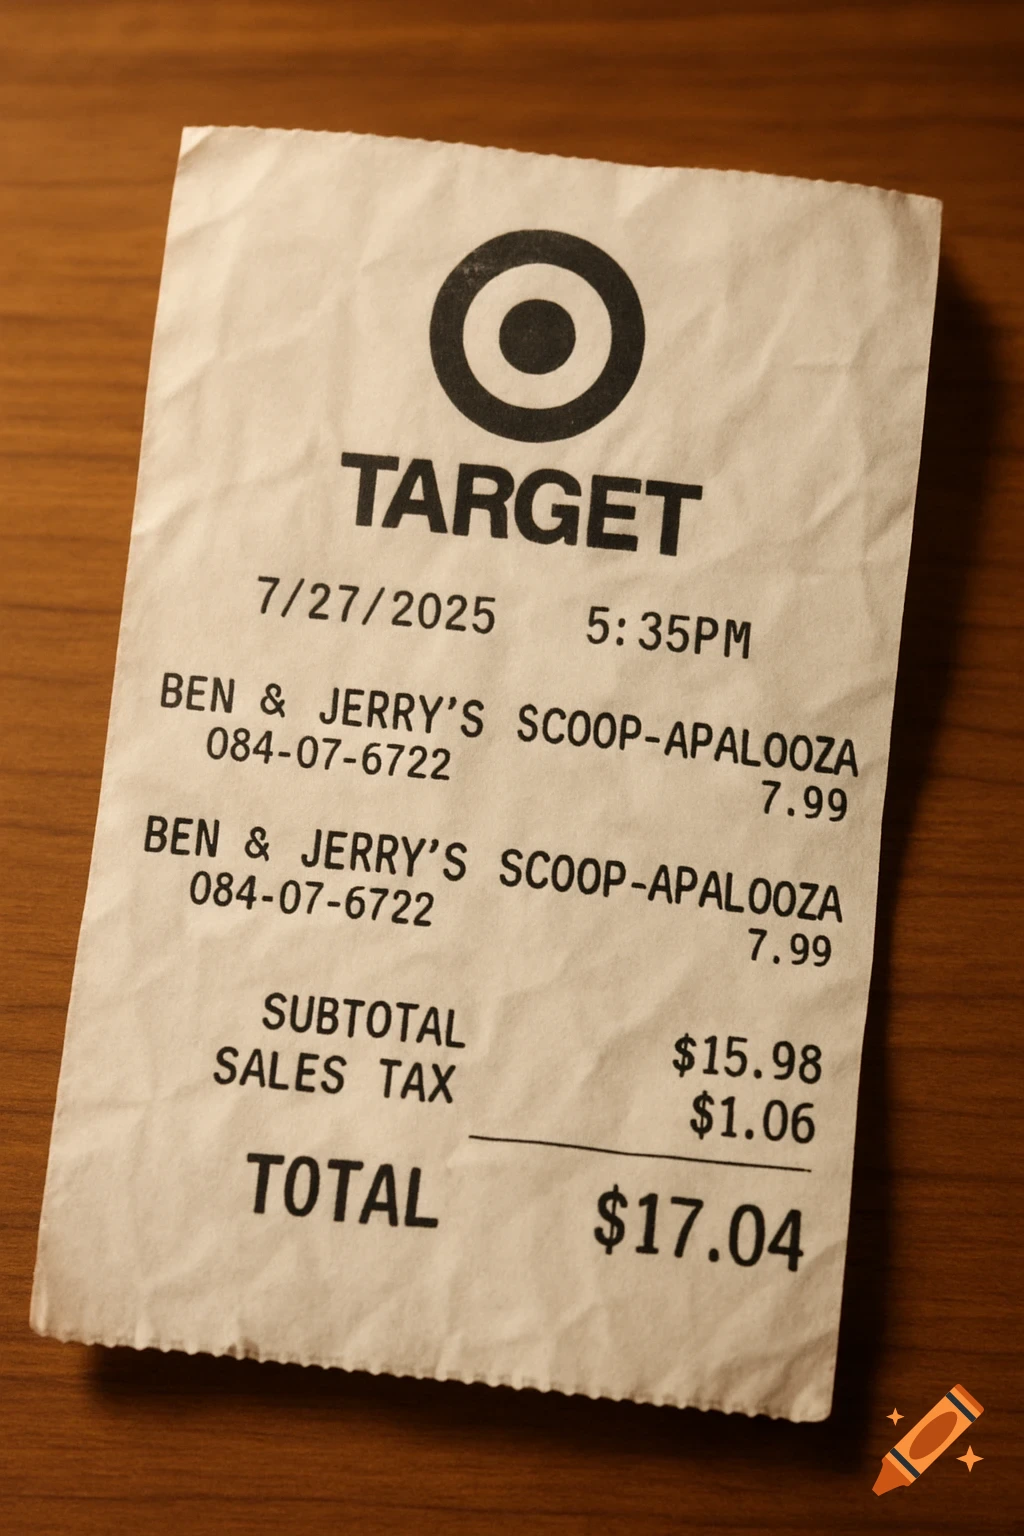 TARGET
7/27/2025 5:35PM
BEN & JERRY'S SCOOP-APALOOZA
084-07-6722
7.99
BEN & JERRY'S SCOOP-APALOOZA
084-07-6722
7.99
SUBTOTAL $15.98
SALES TAX $1.06
TOTAL $17.04